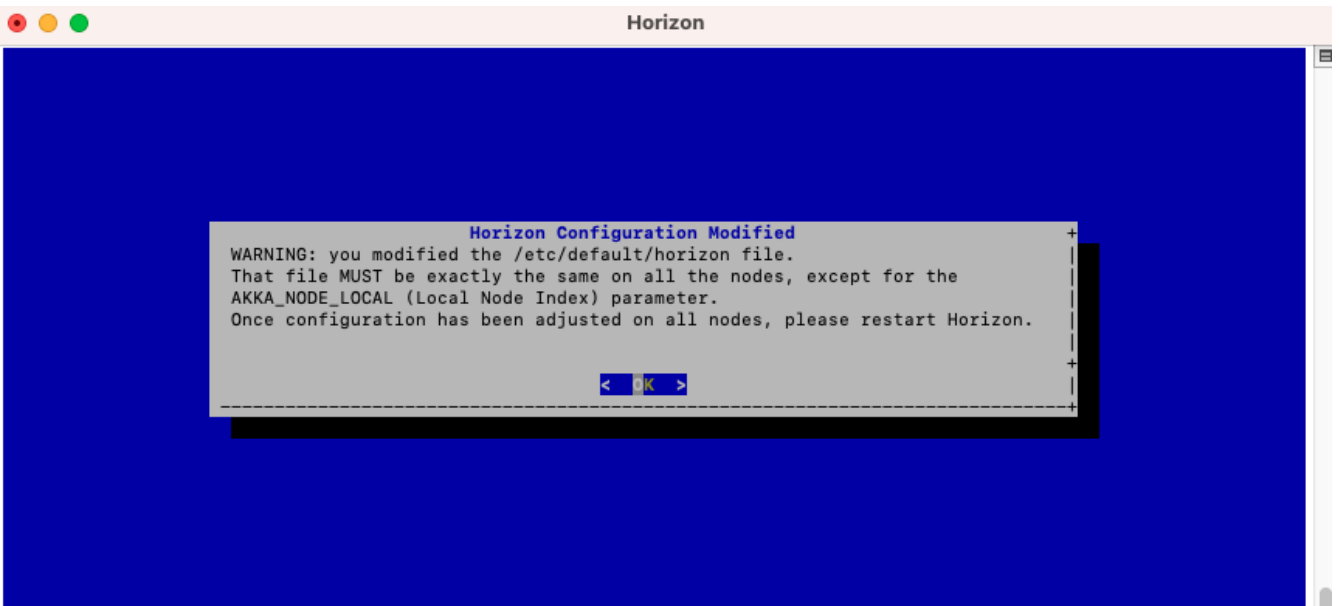 Horizon
Horizon Configuration Modified
WARNING: you modified the /etc/default/horizon file.
That file MUST be exactly the same on all the nodes, except for the
AKKA_NODE_LOCAL (Local Node Index) parameter.
Once configuration has been adjusted on all nodes, please restart Horizon.
< OK >